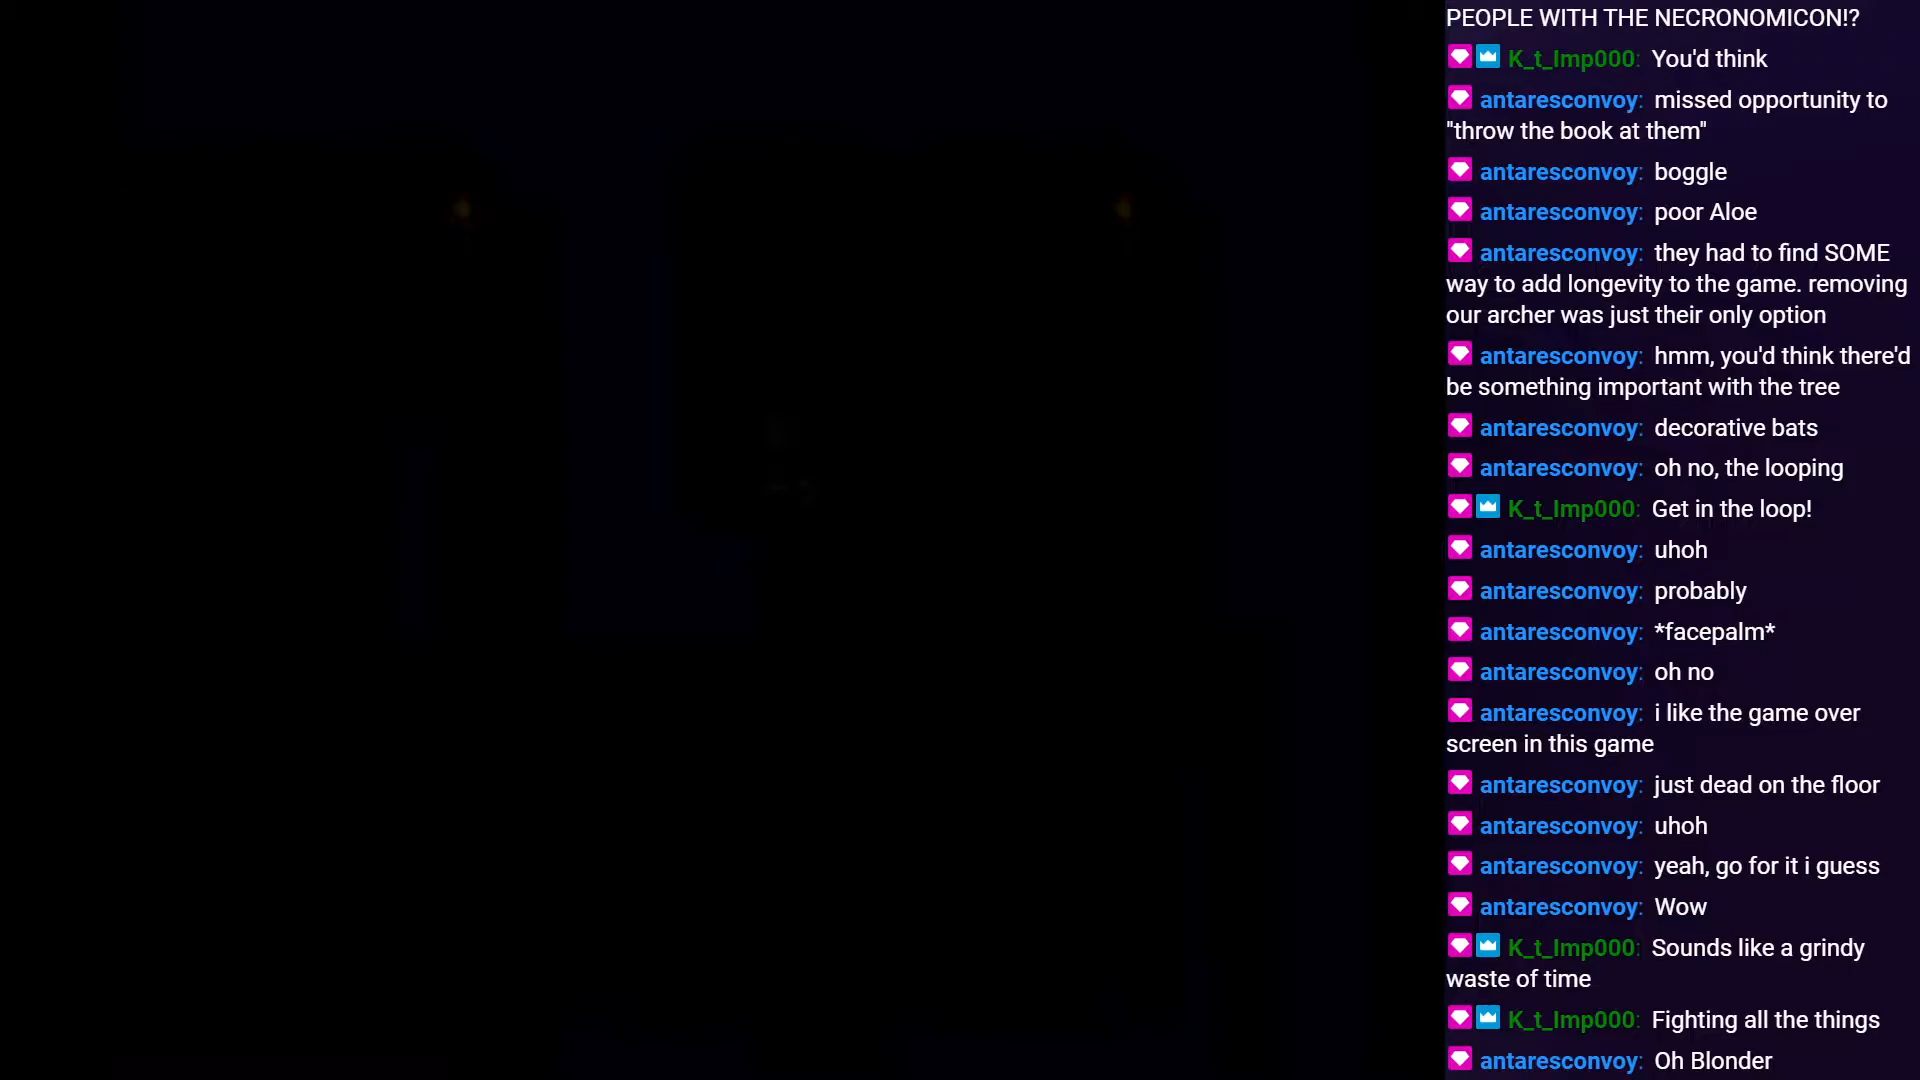 PEOPLE WITH THE NECRONOMICON!?
K_t_Imp000: You'd think
antaresconvoy: missed opportunity to
"throw the book at them"
antaresconvoy: boggle
antaresconvoy: poor Aloe
antaresconvoy: they had to find SOME
way to add longevity to the game. removing
our archer was just their only option
antaresconvoy: hmm, you'd think there'd
be something important with the tree
antaresconvoy: decorative bats
antaresconvoy: oh no, the looping
K_t_Imp000: Get in the loop!
antaresconvoy: uhoh
antaresconvoy: probably
antaresconvoy: *facepalm*
antaresconvoy: oh no
antaresconvoy: i like the game over
screen in this game
antaresconvoy: just dead on the floor
antaresconvoy: uhoh
antaresconvoy: yeah, go for it i guess
antaresconvoy: Wow
K_t_Imp000: Sounds like a grindy
waste of time
K_t_Imp000: Fighting all the things
antaresconvoy: Oh Blonder